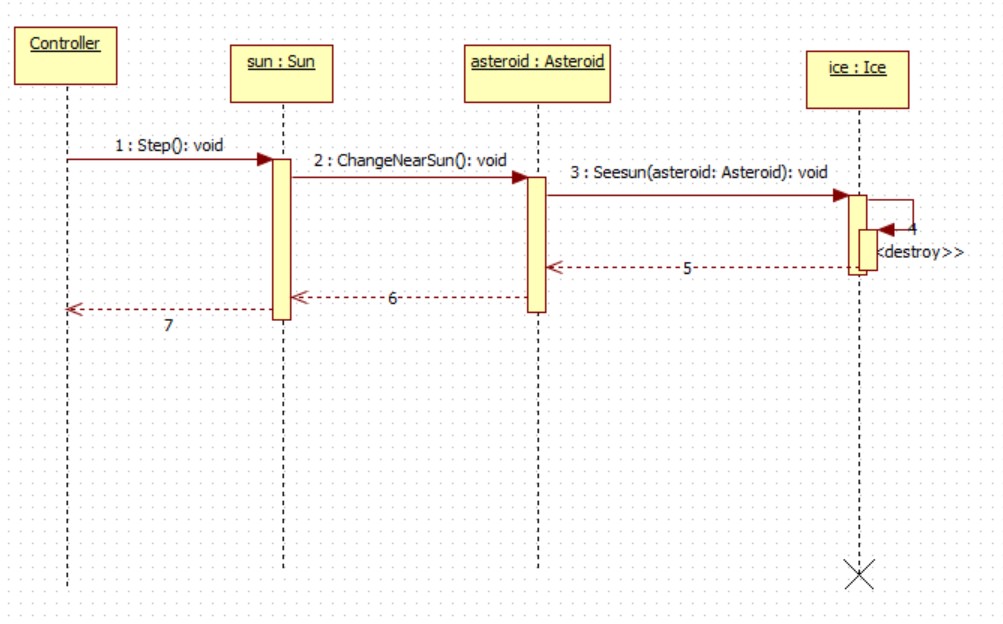 Controller
sun : Sun
asteroid : Asteroid
ice : Ice
1 : Step(): void
2 : ChangeNearSun(): void
3 : Seesun(asteroid: Asteroid): void
4
<destroy>>
5
6
7